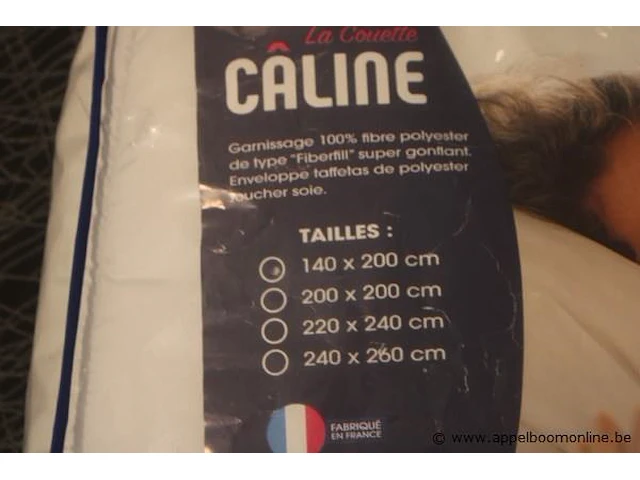 La Couette
CÂLINE
Garnissage 100% fibre polyester
de type "Fiberfill" super gonflant.
Enveloppe taffetas de polyester
toucher soie.
TAILLES :
140 x 200 cm
200 x 200 cm
220 x 240 cm
240 x 260 cm
FABRIQUÉ
EN FRANCE
© www.appelboomonline.be